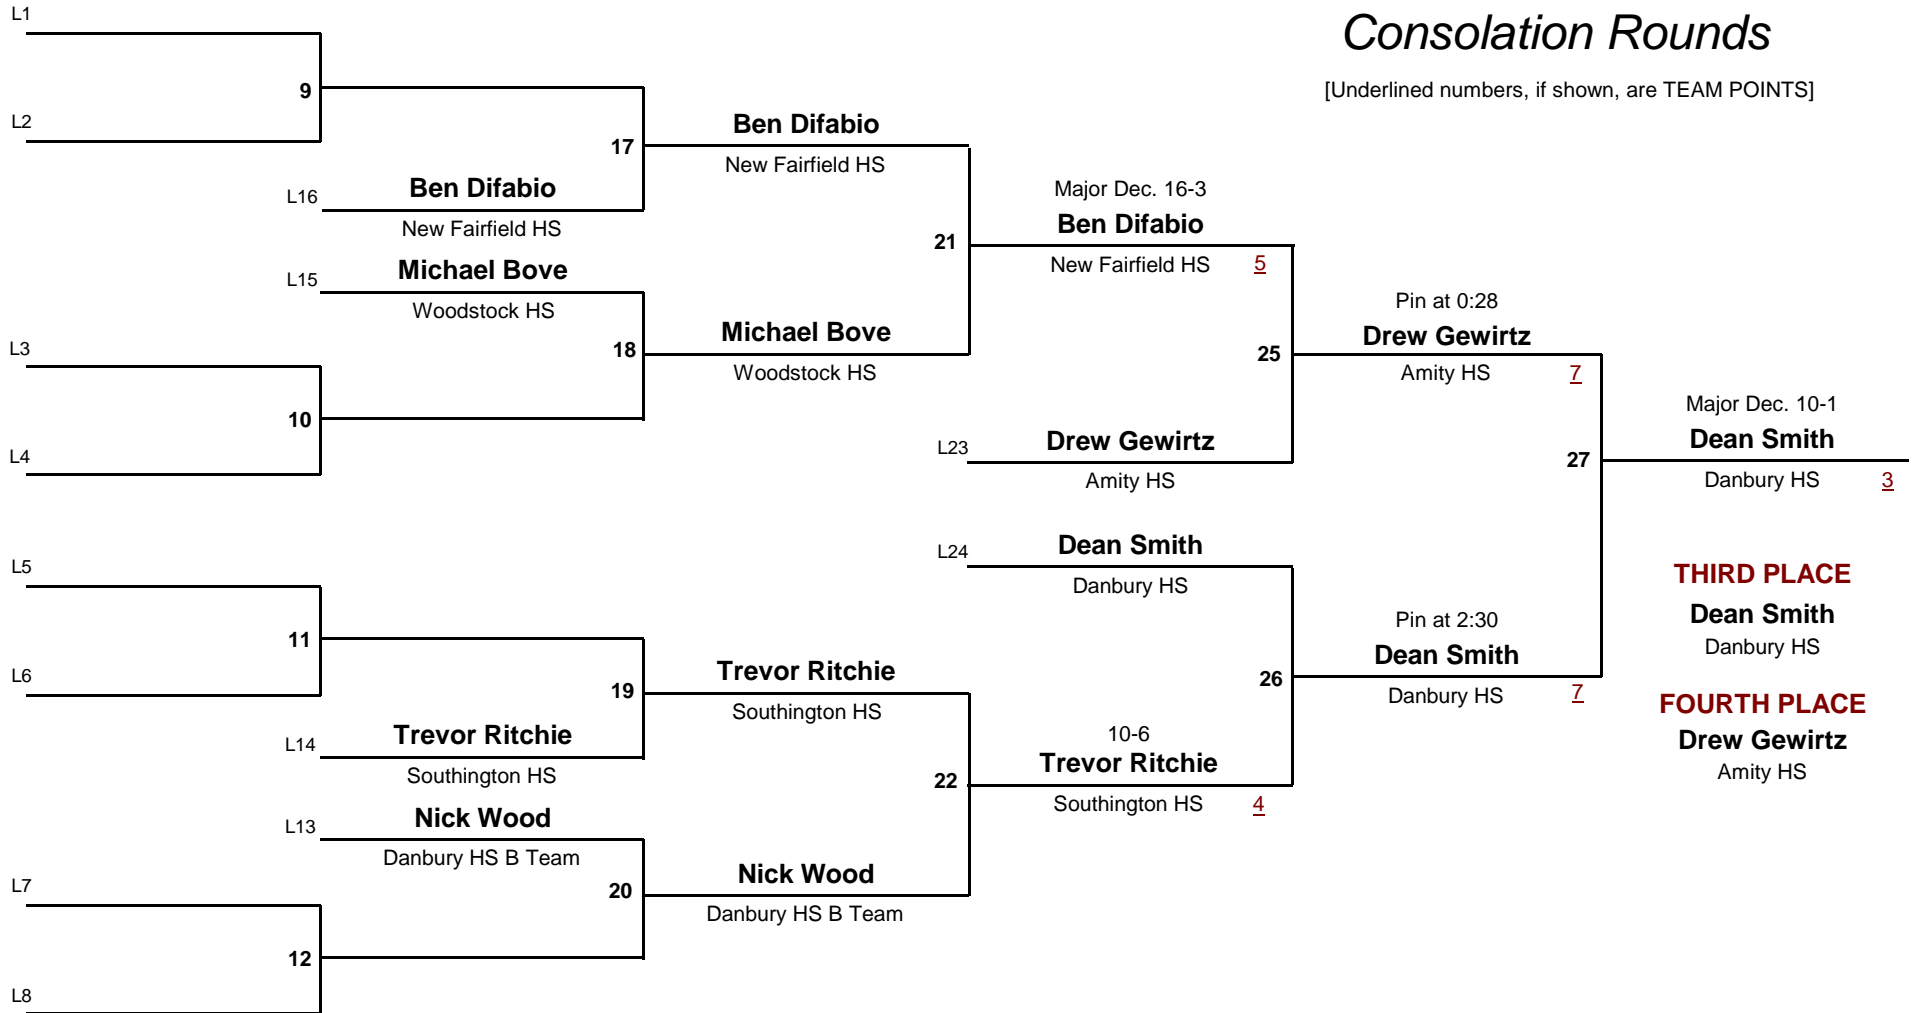 Consolation Rounds
[Underlined numbers, if shown, are TEAM POINTS]
L1
9
L2
17
Ben Difabio
New Fairfield HS
L16
Ben Difabio
New Fairfield HS
21
Major Dec. 16-3
Ben Difabio
New Fairfield HS 5
L15
Michael Bove
Woodstock HS
18
Michael Bove
Woodstock HS
L3
10
L4
25
Pin at 0:28
Drew Gewirtz
Amity HS 7
L23
Drew Gewirtz
Amity HS
27
Major Dec. 10-1
Dean Smith
Danbury HS 3
L24
Dean Smith
Danbury HS
L5
11
L6
19
Trevor Ritchie
Southington HS
L14
Trevor Ritchie
Southington HS
26
Pin at 2:30
Dean Smith
Danbury HS 7
22
10-6
Trevor Ritchie
Southington HS 4
L13
Nick Wood
Danbury HS B Team
20
Nick Wood
Danbury HS B Team
L7
12
L8
THIRD PLACE
Dean Smith
Danbury HS
FOURTH PLACE
Drew Gewirtz
Amity HS